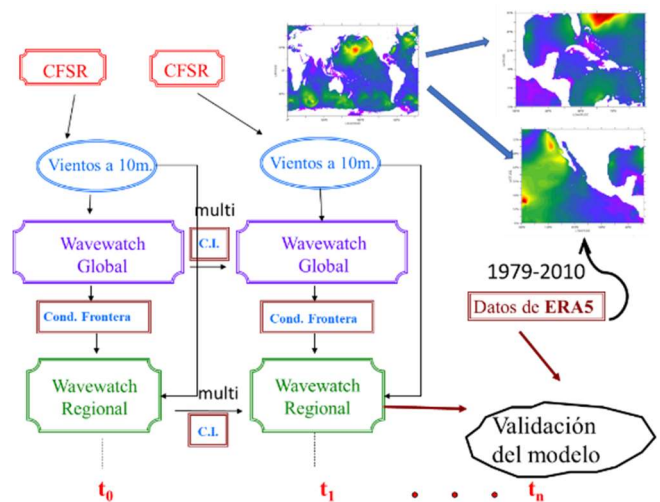 CFSR
CFSR
Vientos a 10m.
Vientos a 10m.
multi
Wavewatch
Global
C.I.
Wavewatch
Global
1979-2010
Datos de ERA5
Cond. Frontera
Cond. Frontera
Wavewatch
Regional
multi
C.I.
Wavewatch
Regional
Validación
del modelo
t0
t1
. . .
tn